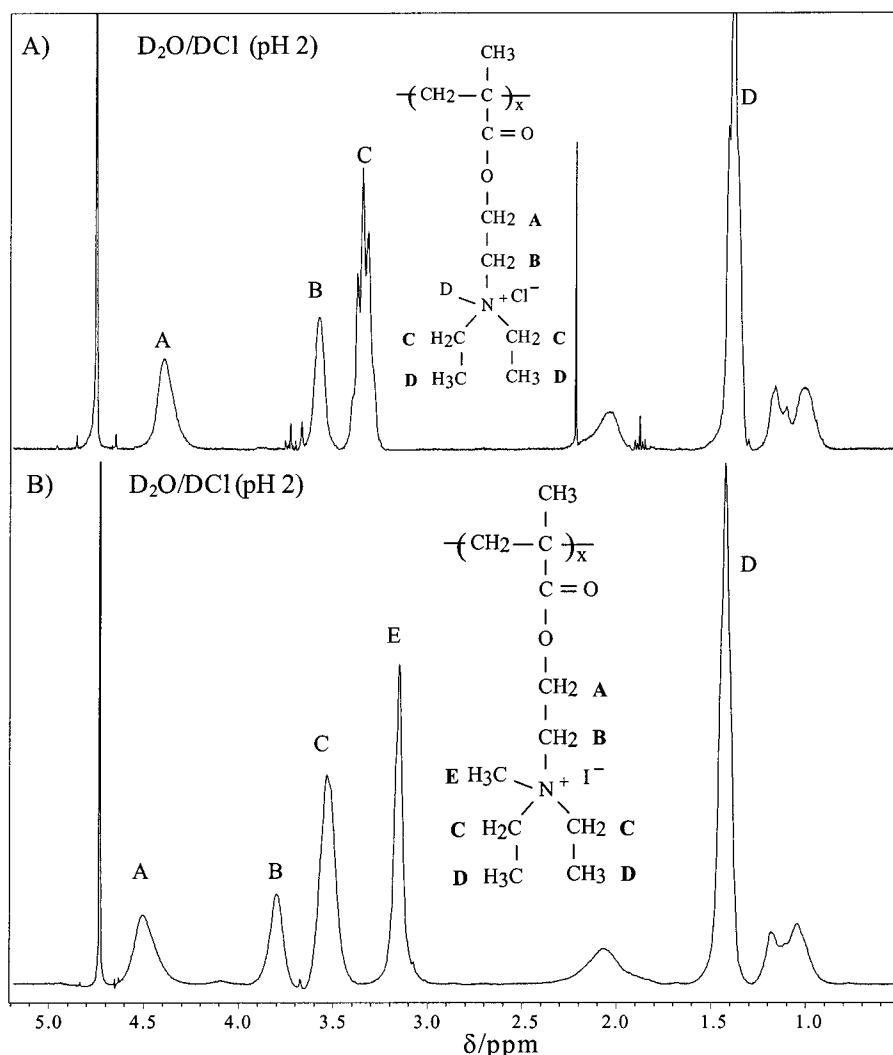 A) D₂O/DCl (pH 2)
CH3
─(CH2─C─)x─
C=O
O
CH2 A
CH2 B
D
N + Cl⁻
C H2C CH2 C
D H3C CH3 D
A
B
C
D
B) D₂O/DCl (pH 2)
CH3
─(CH2─C─)x─
C=O
O
CH2 A
CH2 B
E H3C N + I⁻
C H2C CH2 C
D H3C CH3 D
A
B
C
E
D
5.0 4.5 4.0 3.5 3.0 2.5 2.0 1.5 1.0
δ/ppm